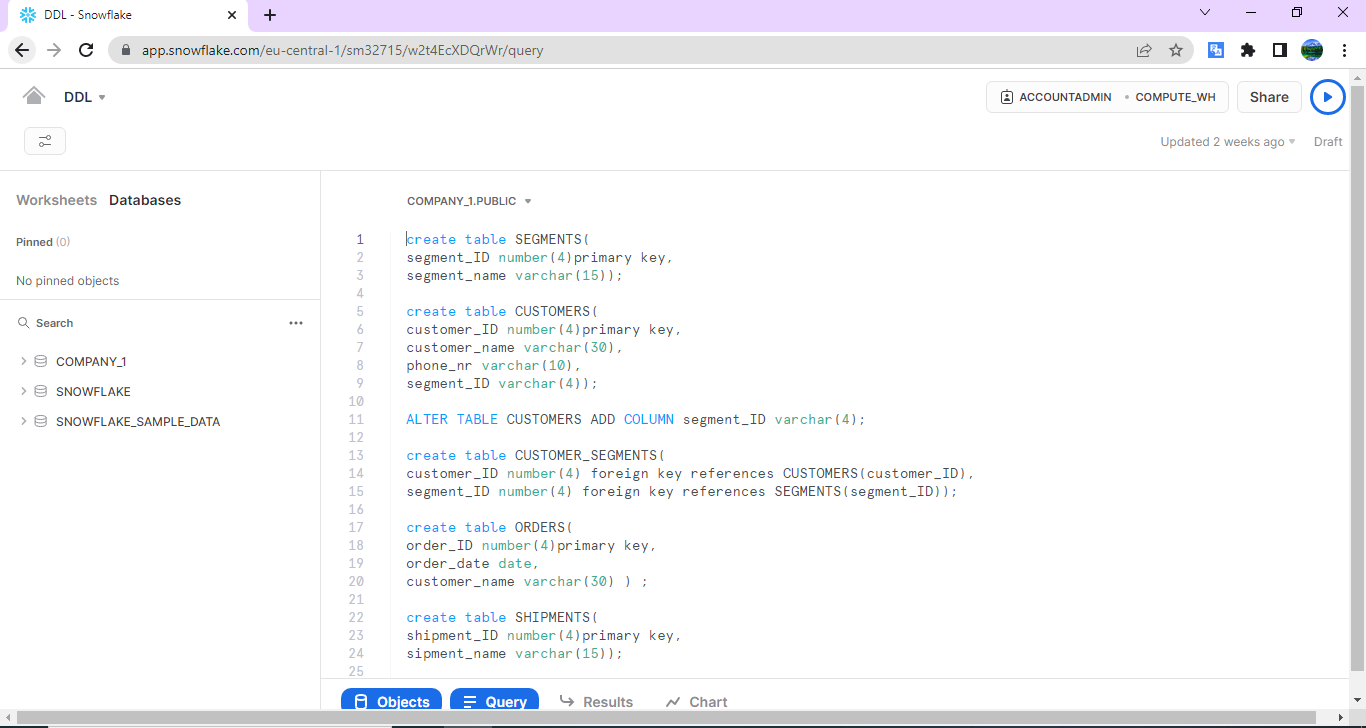 DDL - Snowflake
app.snowflake.com/eu-central-1/sm32715/w2t4EcXDQrWr/query
DDL
ACCOUNTADMIN • COMPUTE_WH
Share
Updated 2 weeks ago
Draft
Worksheets Databases
Pinned (0)
No pinned objects
Search
COMPANY_1
SNOWFLAKE
SNOWFLAKE_SAMPLE_DATA
COMPANY_1.PUBLIC
1 create table SEGMENTS(
2 segment_ID number(4)primary key,
3 segment_name varchar(15));
4
5 create table CUSTOMERS(
6 customer_ID number(4)primary key,
7 customer_name varchar(30),
8 phone_nr varchar(10),
9 segment_ID varchar(4));
10
11 ALTER TABLE CUSTOMERS ADD COLUMN segment_ID varchar(4);
12
13 create table CUSTOMER_SEGMENTS(
14 customer_ID number(4) foreign key references CUSTOMERS(customer_ID),
15 segment_ID number(4) foreign key references SEGMENTS(segment_ID));
16
17 create table ORDERS(
18 order_ID number(4)primary key,
19 order_date date,
20 customer_name varchar(30) ) ;
21
22 create table SHIPMENTS(
23 shipment_ID number(4)primary key,
24 sipment_name varchar(15));
25
Objects Query Results Chart